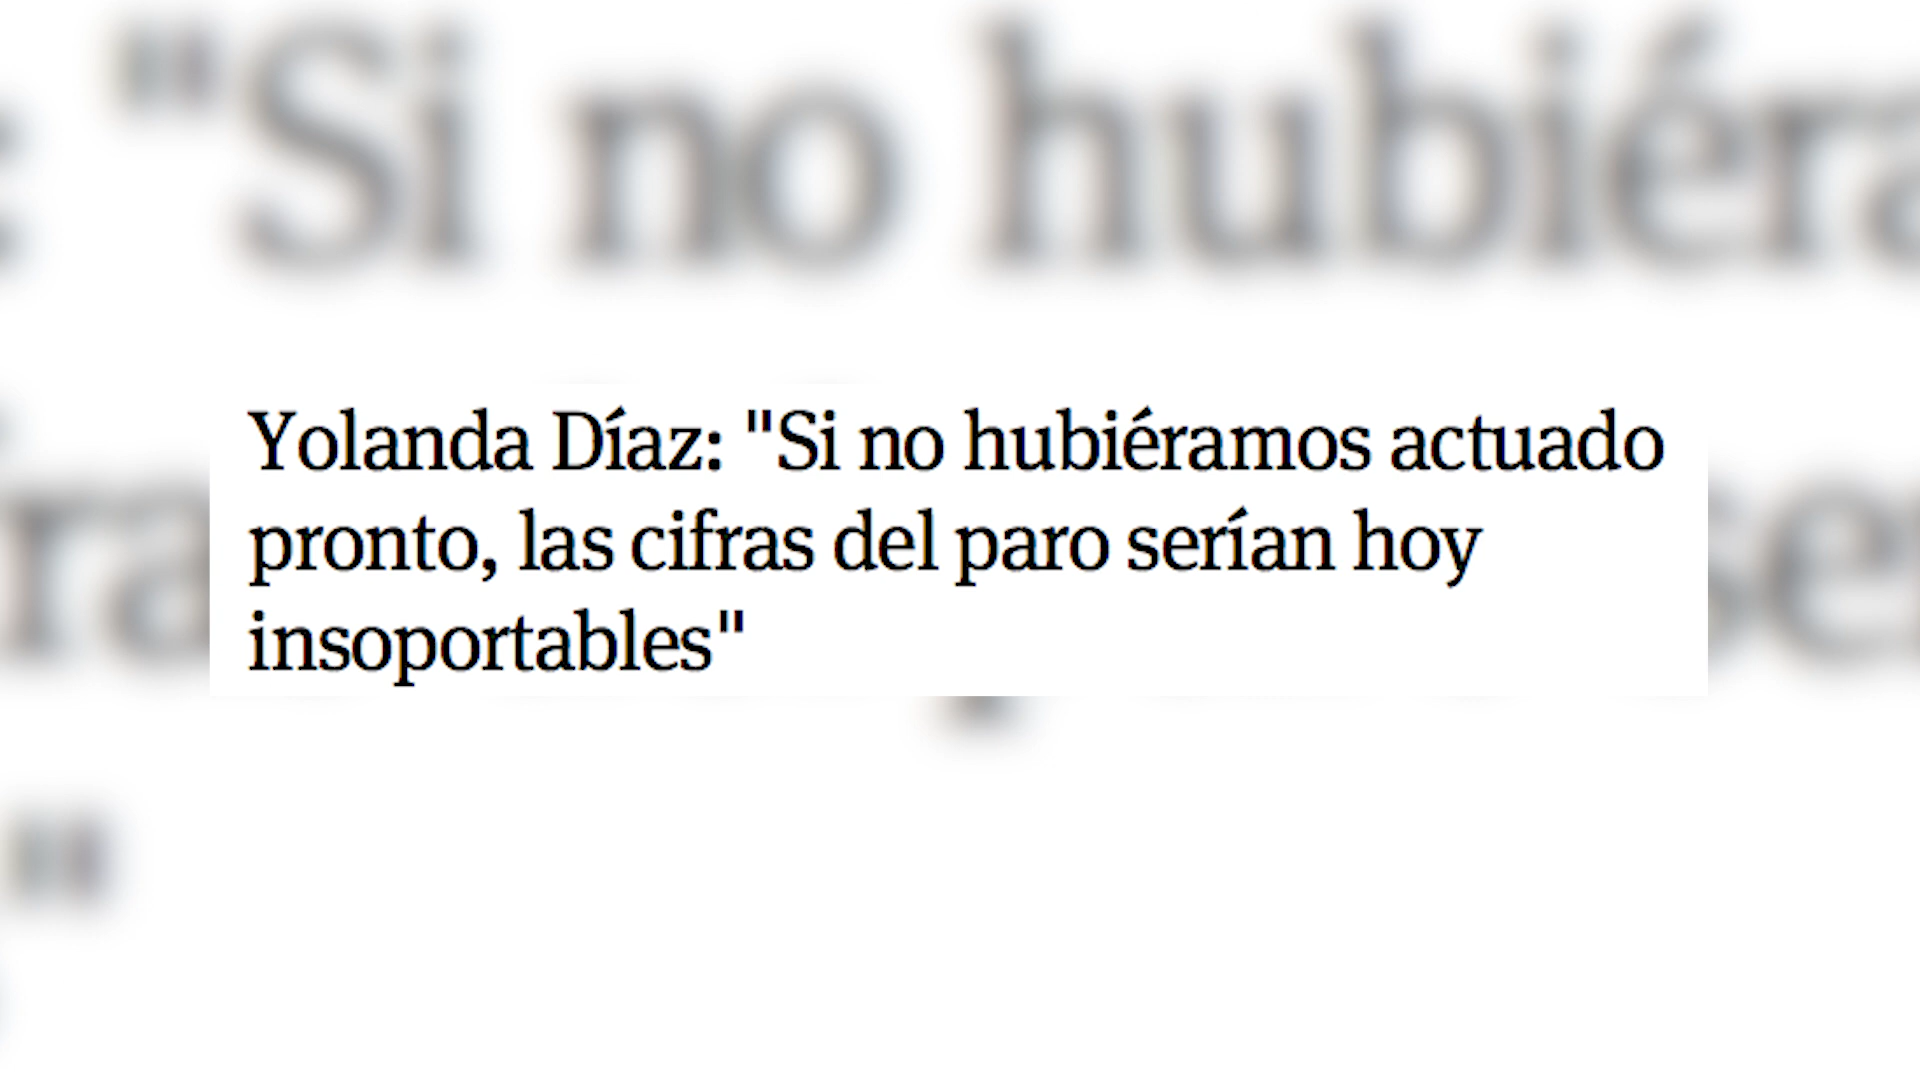 Yolanda Díaz: "Si no hubiéramos actuado
pronto, las cifras del paro serían hoy
insoportables"